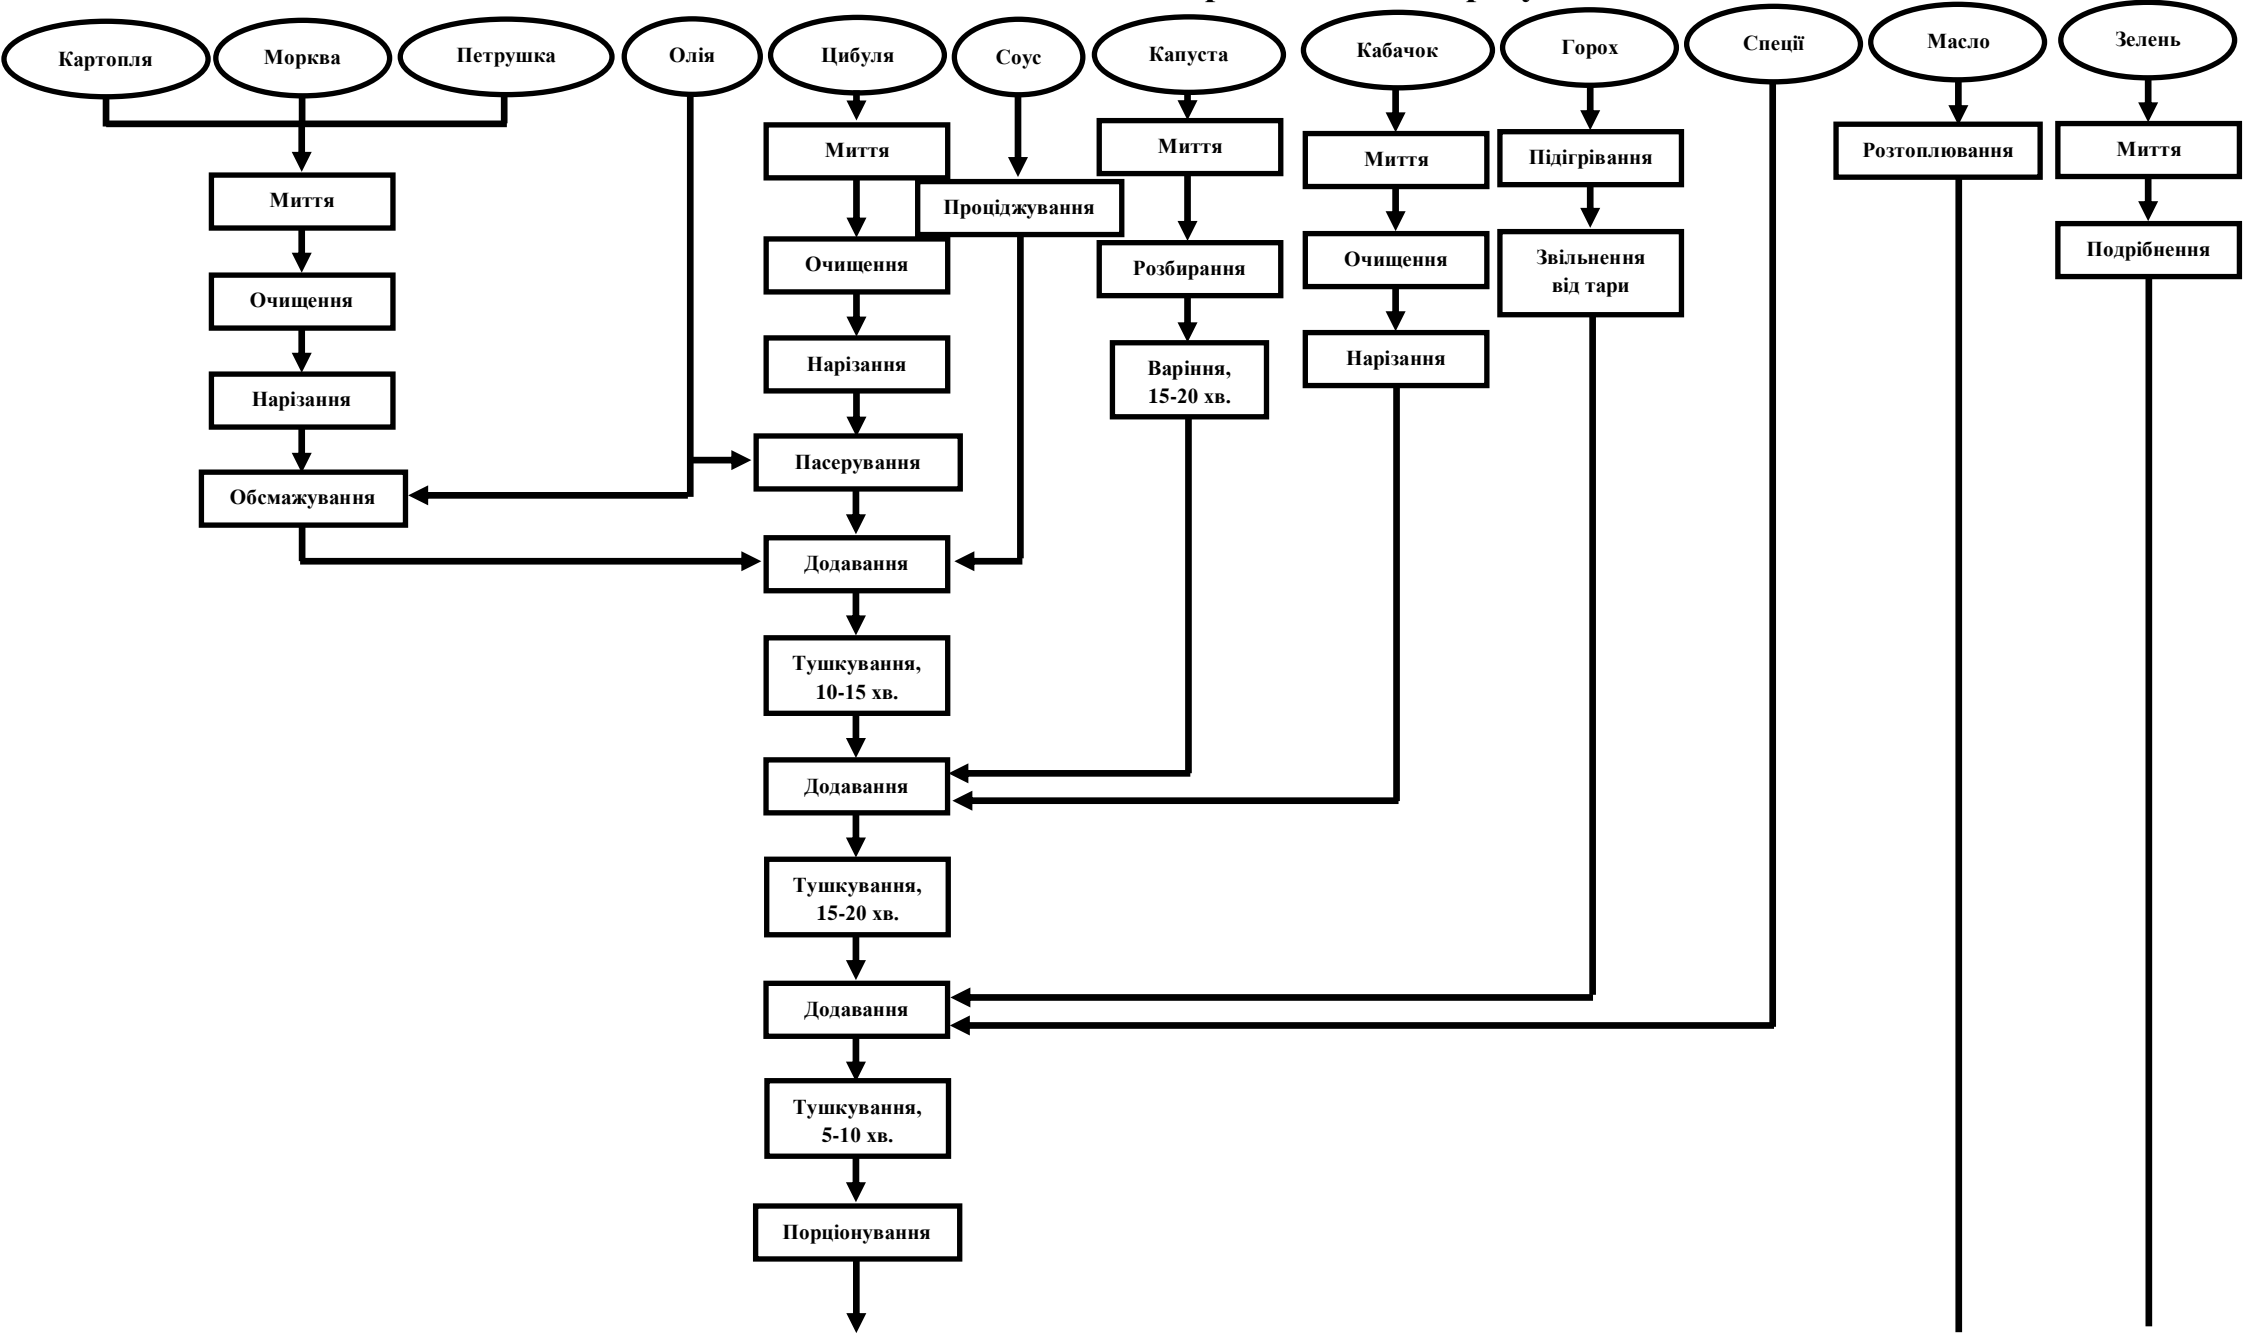 Картопля
Морква
Петрушка
Олія
Цибуля
Соус
Капуста
Кабачок
Горох
Спеції
Масло
Зелень
Миття
Очищення
Нарізання
Обсмажування
Миття
Очищення
Нарізання
Пасерування
Додавання
Тушкування,
10-15 хв.
Додавання
Тушкування,
15-20 хв.
Додавання
Тушкування,
5-10 хв.
Порціонування
Проціджування
Миття
Розбирання
Варіння,
15-20 хв.
Миття
Очищення
Нарізання
Підігрівання
Звільнення
від тари
Розтоплювання
Миття
Подрібнення